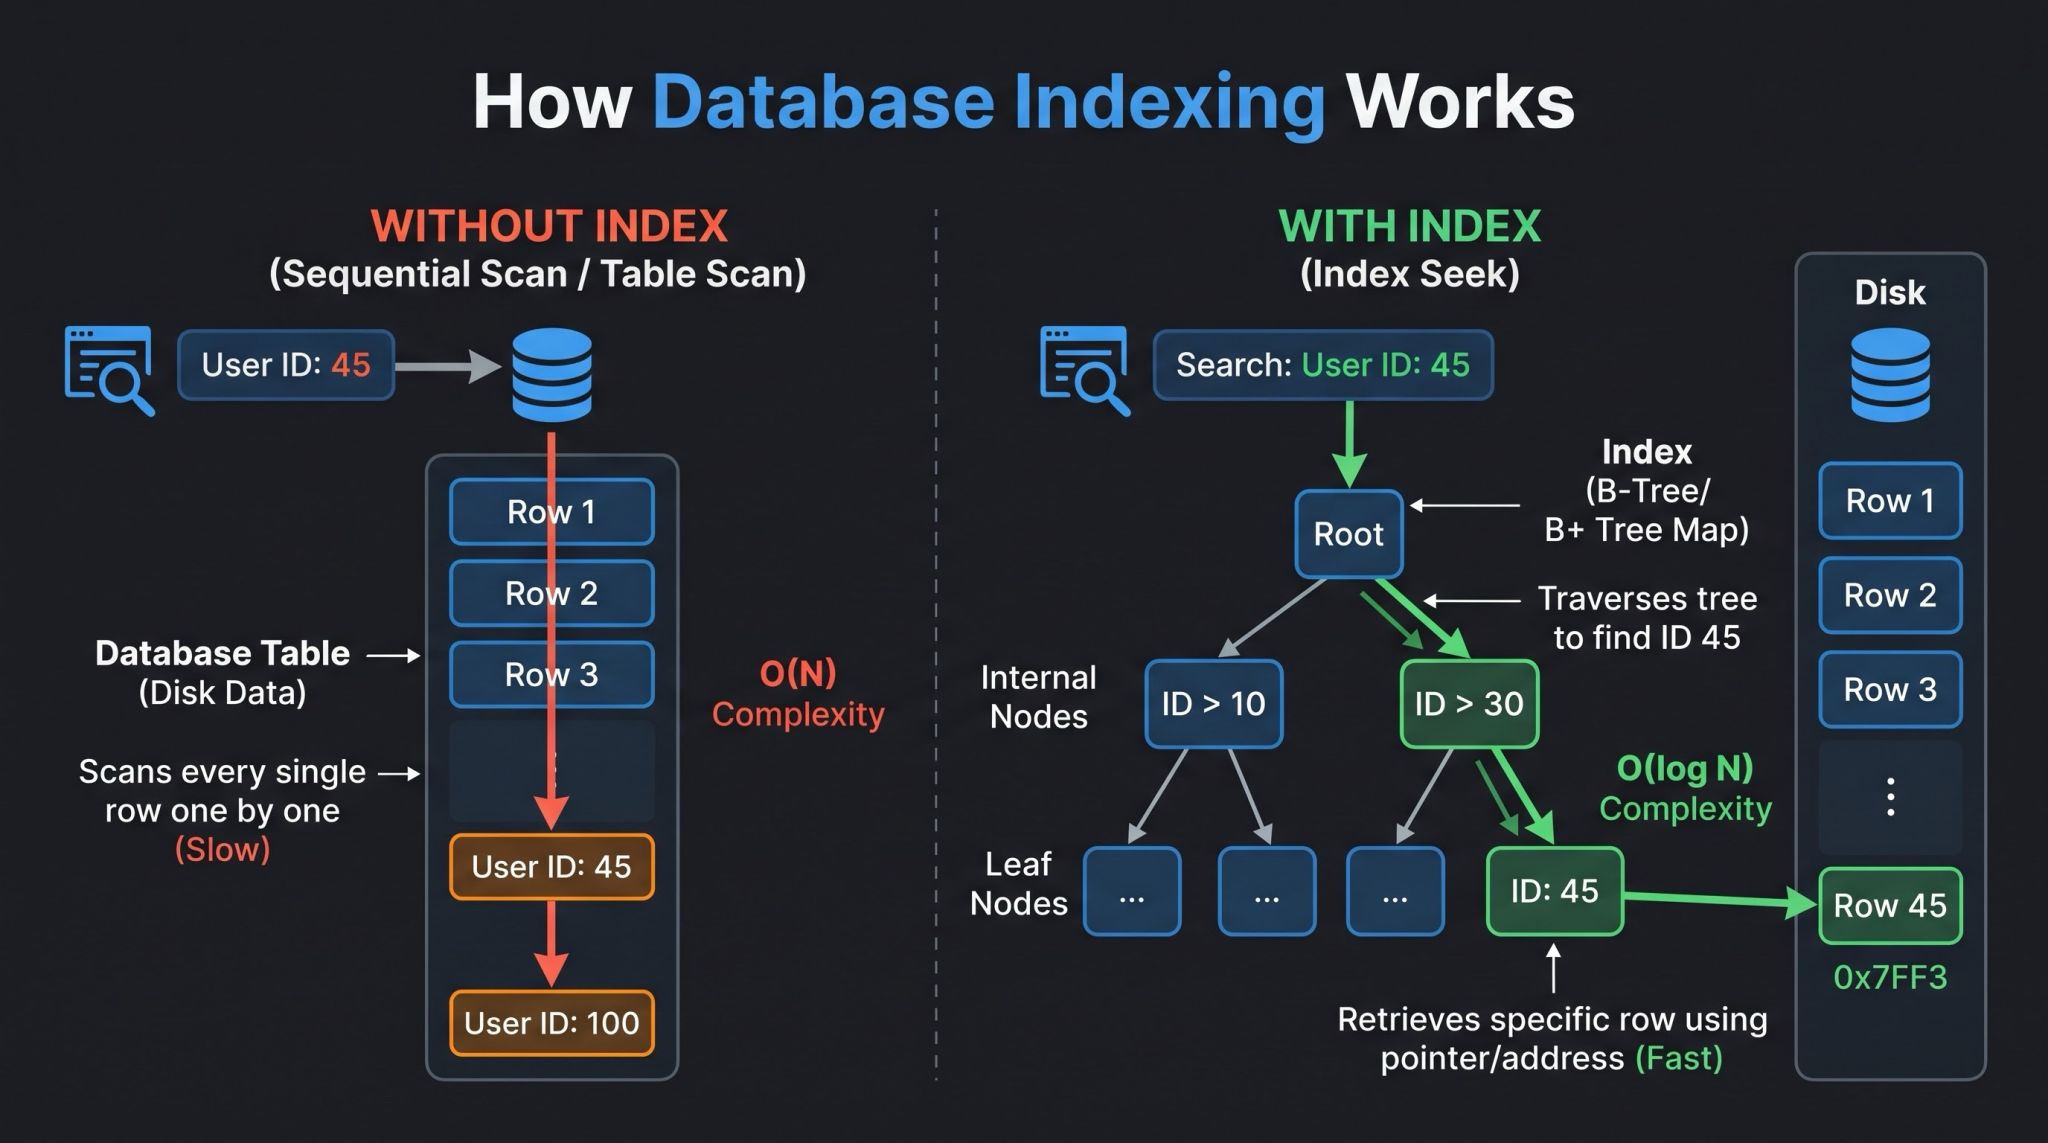 How Database Indexing Works
WITHOUT INDEX
(Sequential Scan / Table Scan)
User ID: 45
Row 1
Row 2
Row 3
⋮
User ID: 45
User ID: 100
Database Table
(Disk Data)
Scans every single
row one by one
(Slow)
O(N)
Complexity
WITH INDEX
(Index Seek)
Search: User ID: 45
Root
Index
(B-Tree/
B+ Tree Map)
Traverses tree
to find ID 45
Internal
Nodes
ID > 10
ID > 30
O(log N)
Complexity
Leaf
Nodes
...
...
...
ID: 45
Retrieves specific row using
pointer/address (Fast)
Disk
Row 1
Row 2
Row 3
⋮
Row 45
0x7FF3